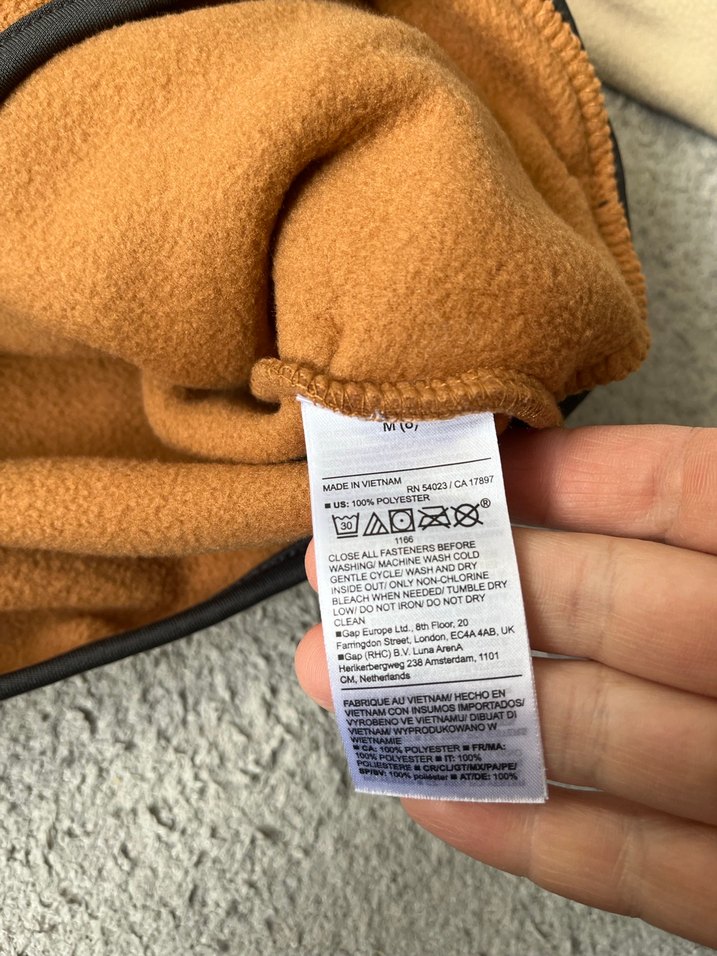 M (8)
MADE IN VIETNAM
RN 54023 / CA 17897
■ US: 100% POLYESTER
30
®
1166
CLOSE ALL FASTENERS BEFORE
WASHING/ MACHINE WASH COLD
GENTLE CYCLE/ WASH AND DRY
INSIDE OUT/ ONLY NON-CHLORINE
BLEACH WHEN NEEDED/ TUMBLE DRY
LOW/ DO NOT IRON/ DO NOT DRY
CLEAN
■Gap Europe Ltd., 8th Floor, 20
Farringdon Street, London, EC4A 4AB, UK
■Gap (RHC) B.V. Luna ArenA
Herikerbergweg 238 Amsterdam, 1101
CM, Netherlands
FABRIQUE AU VIETNAM/ HECHO EN
VIETNAM CON INSUMOS IMPORTADOS/
VYROBENO VE VIETNAMU/ DIBUAT DI
VIETNAM/ WYPRODUKOWANO W
WIETNAMIE
■ CA: 100% POLYESTER ■ FR/MA:
100% POLYESTER ■ IT: 100%
POLIESTERE ■ CR/CL/GT/MX/PA/PE/
SP/SV: 100% poliéster ■ AT/DE: 100%